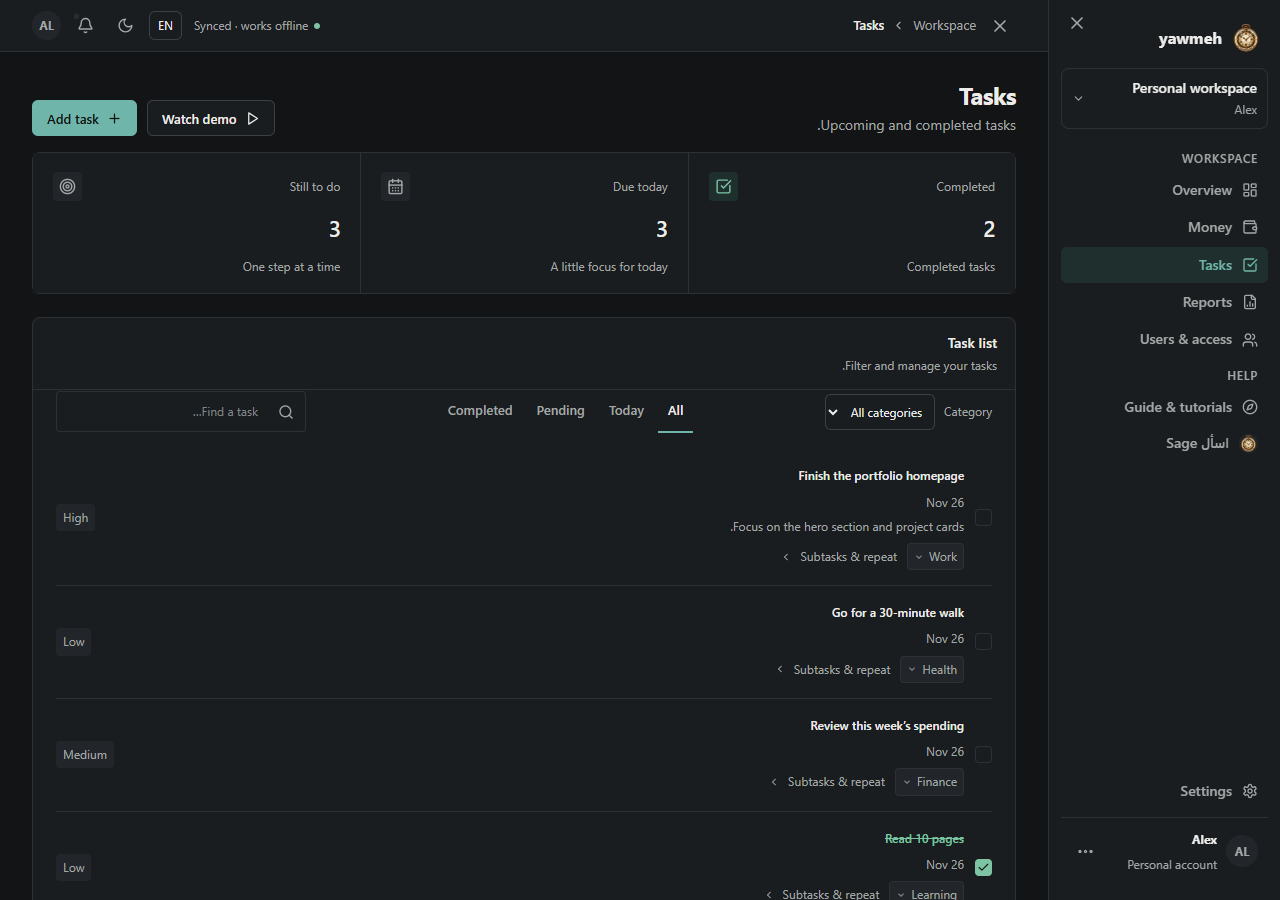 AL
EN
Synced · works offline
Tasks
Workspace
yawmeh
Personal workspace
Alex
WORKSPACE
Overview
Money
Tasks
Reports
Users & access
HELP
Guide & tutorials
اسأل Sage
Settings
Alex
Personal account
AL
Tasks
.Upcoming and completed tasks
Add task
Watch demo
Still to do
3
One step at a time
Due today
3
A little focus for today
Completed
2
Completed tasks
Task list
.Filter and manage your tasks
...Find a task
Completed
Pending
Today
All
All categories
Category
Finish the portfolio homepage
Nov 26
.Focus on the hero section and project cards
Subtasks & repeat
Work
High
Go for a 30-minute walk
Nov 26
Subtasks & repeat
Health
Low
Review this week's spending
Nov 26
Subtasks & repeat
Finance
Medium
Read 10 pages
Nov 26
Subtasks & repeat
Learning
Low